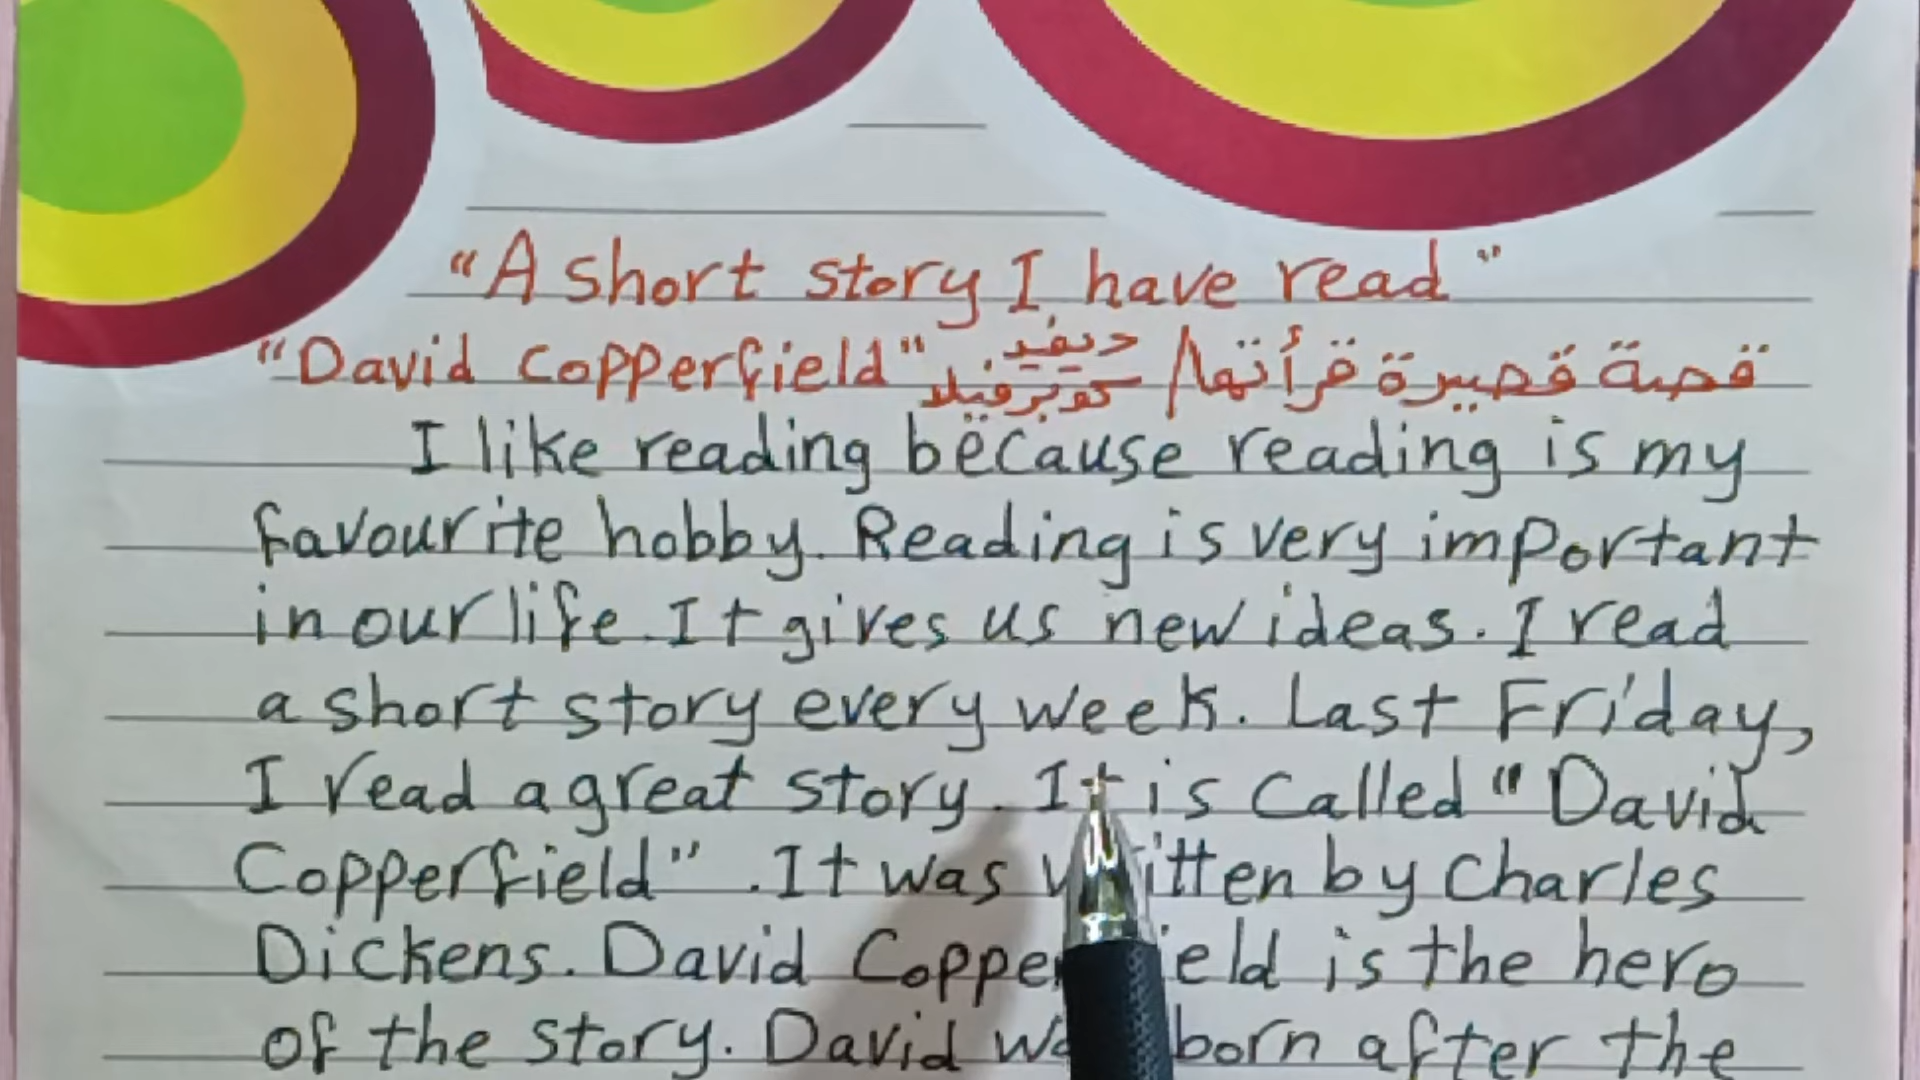 "A short story I have read"
"David Copperfield" قصة قصيرة قرأتها / ديفيد كوبرفيلد
I like reading because reading is my
favourite hobby. Reading is very important
in our life. It gives us new ideas. I read
a short story every week. Last Friday,
I read a great story. It is called "David
Copperfield". It was written by Charles
Dickens. David Copperfield is the hero
of the story. David was born after the